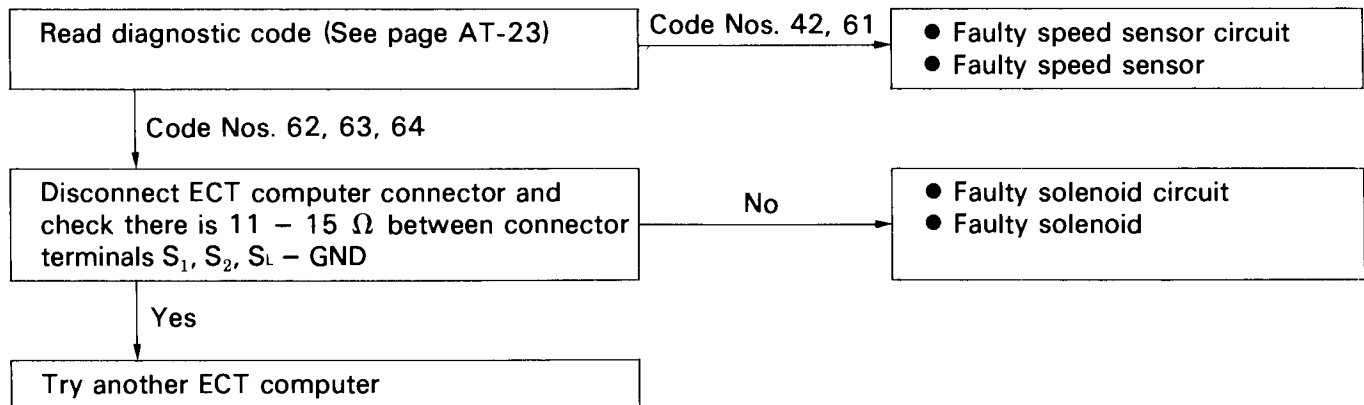 Read diagnostic code (See page AT-23)
Code Nos. 42, 61
● Faulty speed sensor circuit
● Faulty speed sensor
Code Nos. 62, 63, 64
Disconnect ECT computer connector and
check there is 11 – 15 Ω between connector
terminals S₁, S₂, SL – GND
No
● Faulty solenoid circuit
● Faulty solenoid
Yes
Try another ECT computer